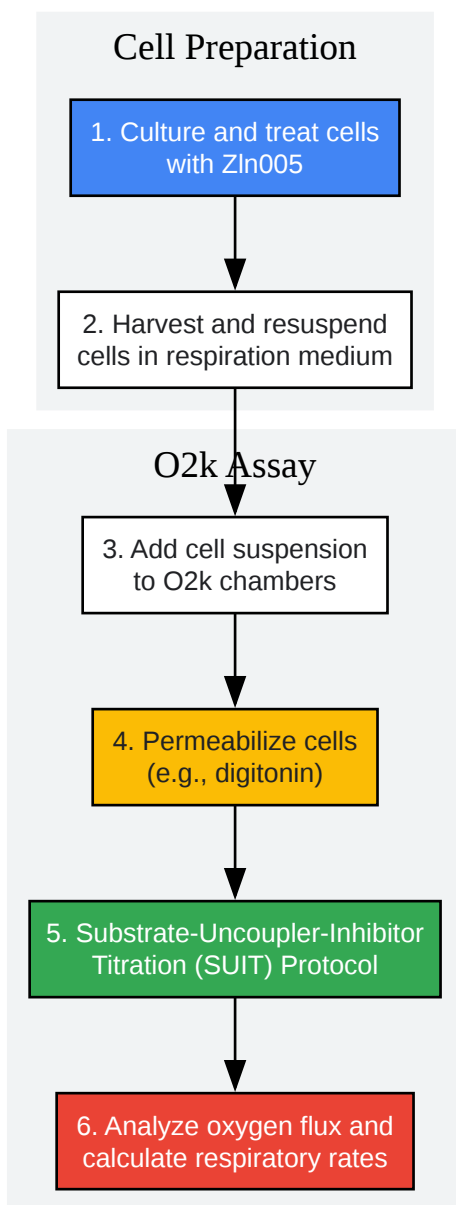 Cell Preparation
1. Culture and treat cells
with Zln005
2. Harvest and resuspend
cells in respiration medium
O2k Assay
3. Add cell suspension
to O2k chambers
4. Permeabilize cells
(e.g., digitonin)
5. Substrate-Uncoupler-Inhibitor
Titration (SUIT) Protocol
6. Analyze oxygen flux and
calculate respiratory rates